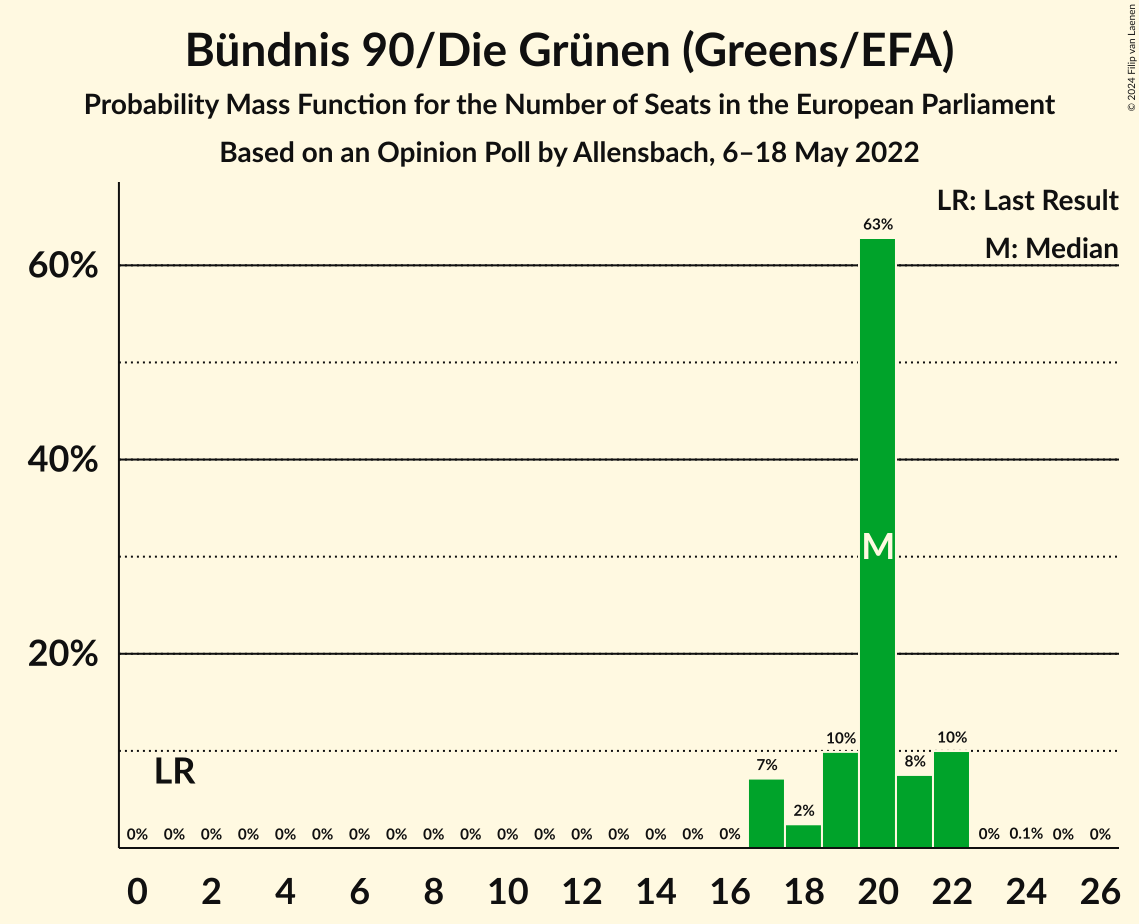 Bündnis 90/Die Grünen (Greens/EFA)
Probability Mass Function for the Number of Seats in the European Parliament
Based on an Opinion Poll by Allensbach, 6–18 May 2022
© 2024 Filip van Laenen
LR: Last Result
M: Median
63%
60%
40%
M
20%
10% 10%
LR
7% 8%
2%
0% 0% 0% 0% 0% 0% 0% 0% 0% 0% 0% 0% 0% 0% 0% 0% 0% 0% 0.1% 0% 0%
0 2 4 6 8 10 12 14 16 18 20 22 24 26